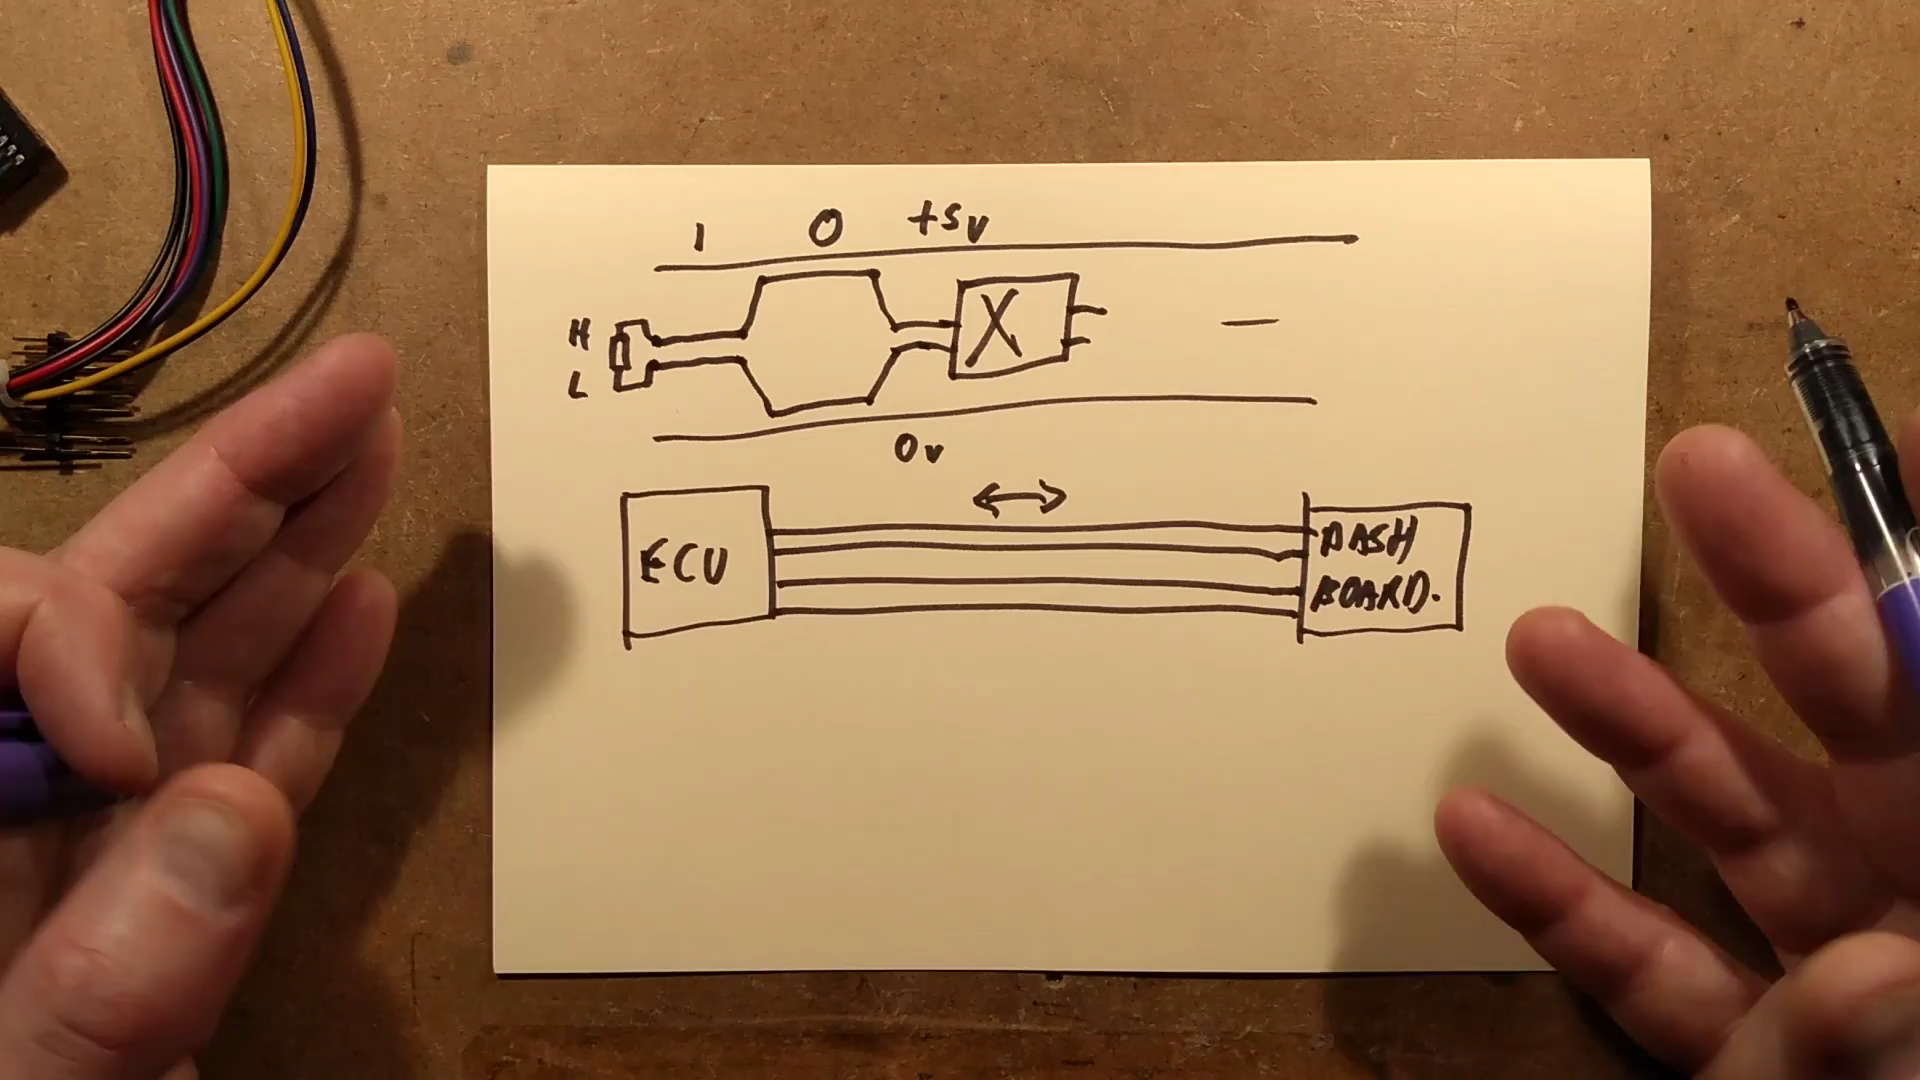 1 0 +5v
H
X
L
0v
ECU
DASH
BOARD.